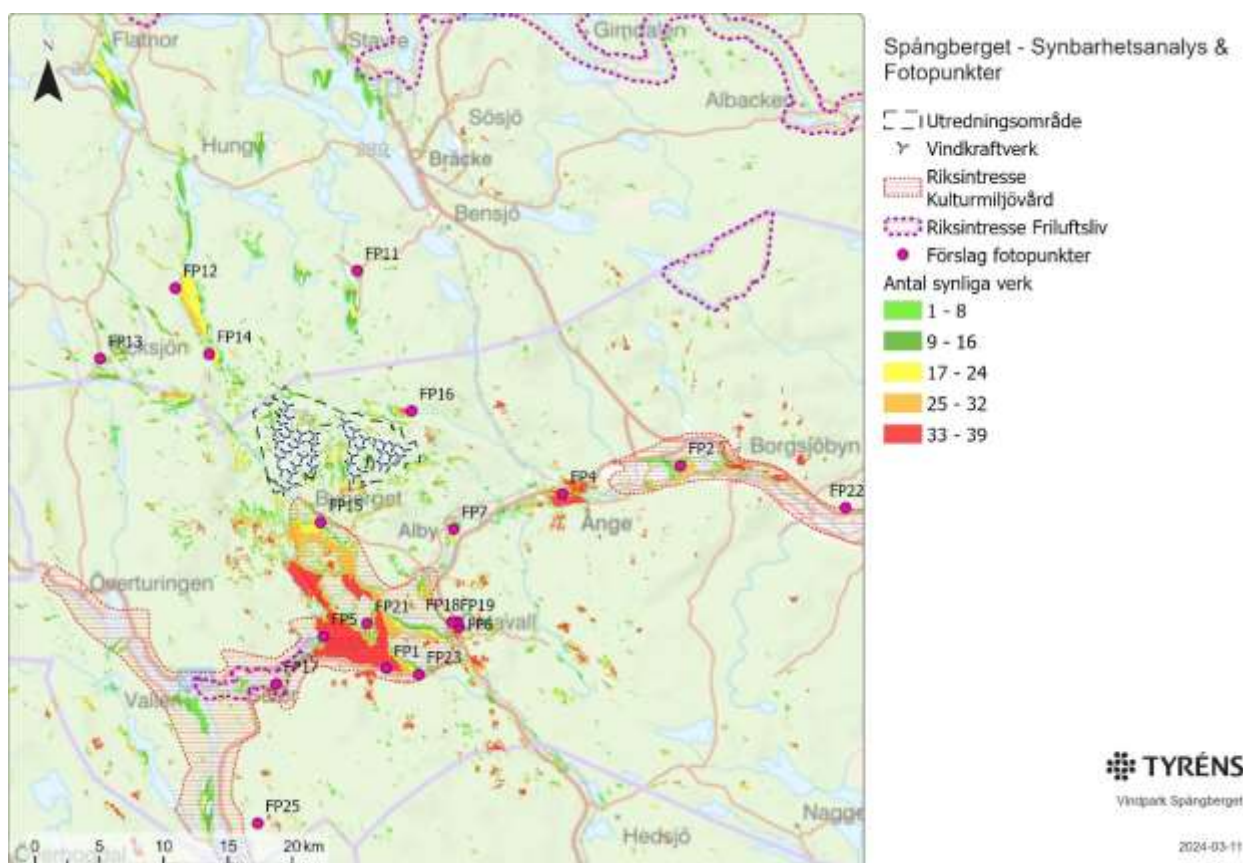 Spångberget - Synbarhetsanalys &
Fotopunkter
Utredningsområde
Vindkraftverk
Riksintresse
Kulturmiljövård
Riksintresse Friluftsliv
Förslag fotopunkter
Antal synliga verk
1 - 8
9 - 16
17 - 24
25 - 32
33 - 39
Flatnor
Stavre
Gimdalen
Albacken
Sösjö
Hunge
Bräcke
Bensjö
FP11
FP12
FP13
FP14
FP16
FP2
Borgsjöbyn
FP4
FP22
FP15
Alby
FP7
Ånge
Överturingen
FP21
FP18
FP19
FP5
FP6
FP1
FP23
FP17
FP25
Hedsjö
0 5 10 15 20 km
TYRÉNS
Vindpark Spångberget
2024-03-11